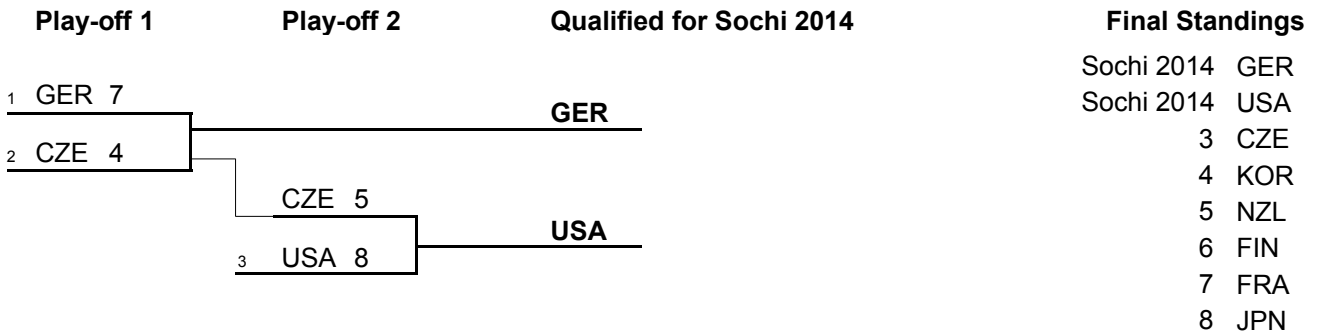 Play-off 1 Play-off 2 Qualified for Sochi 2014 Final Standings
Sochi 2014 GER
1 GER 7
Sochi 2014 USA
GER
3 CZE
2 CZE 4
4 KOR
CZE 5
5 NZL
USA
3 USA 8
6 FIN
7 FRA
8 JPN